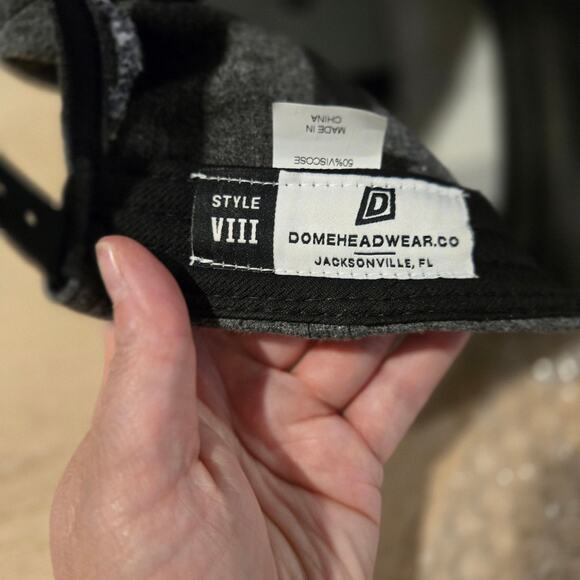 MADE IN
CHINA
50%VISCOSE
STYLE
VIII
D
DOMEHEADWEAR.CO
JACKSONVILLE, FL